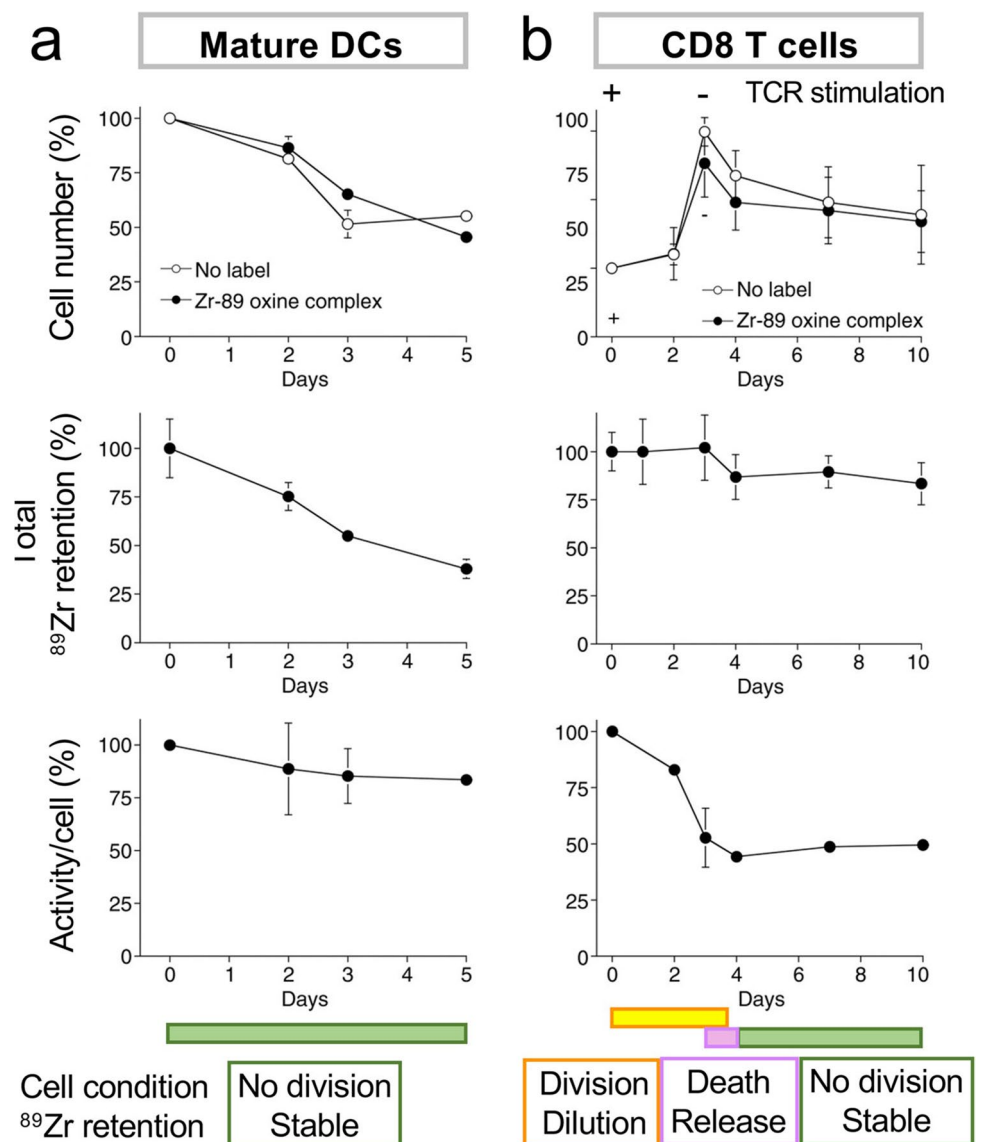 a
Mature DCs
Cell number (%)
100
75
50
25
0
No label
Zr-89 oxine complex
0 1 2 3 4 5
Days
Total
⁸⁹Zr retention (%)
100
75
50
25
0
0 1 2 3 4 5
Days
Activity/cell (%)
100
75
50
25
0
0 1 2 3 4 5
Days
b
CD8 T cells
+ - TCR stimulation
100
75
50
25
0
-
+
No label
Zr-89 oxine complex
0 2 4 6 8 10
Days
100
75
50
25
0
0 2 4 6 8 10
Days
100
75
50
25
0
0 2 4 6 8 10
Days
Cell condition
⁸⁹Zr retention
No division
Stable
Division
Dilution
Death
Release
No division
Stable